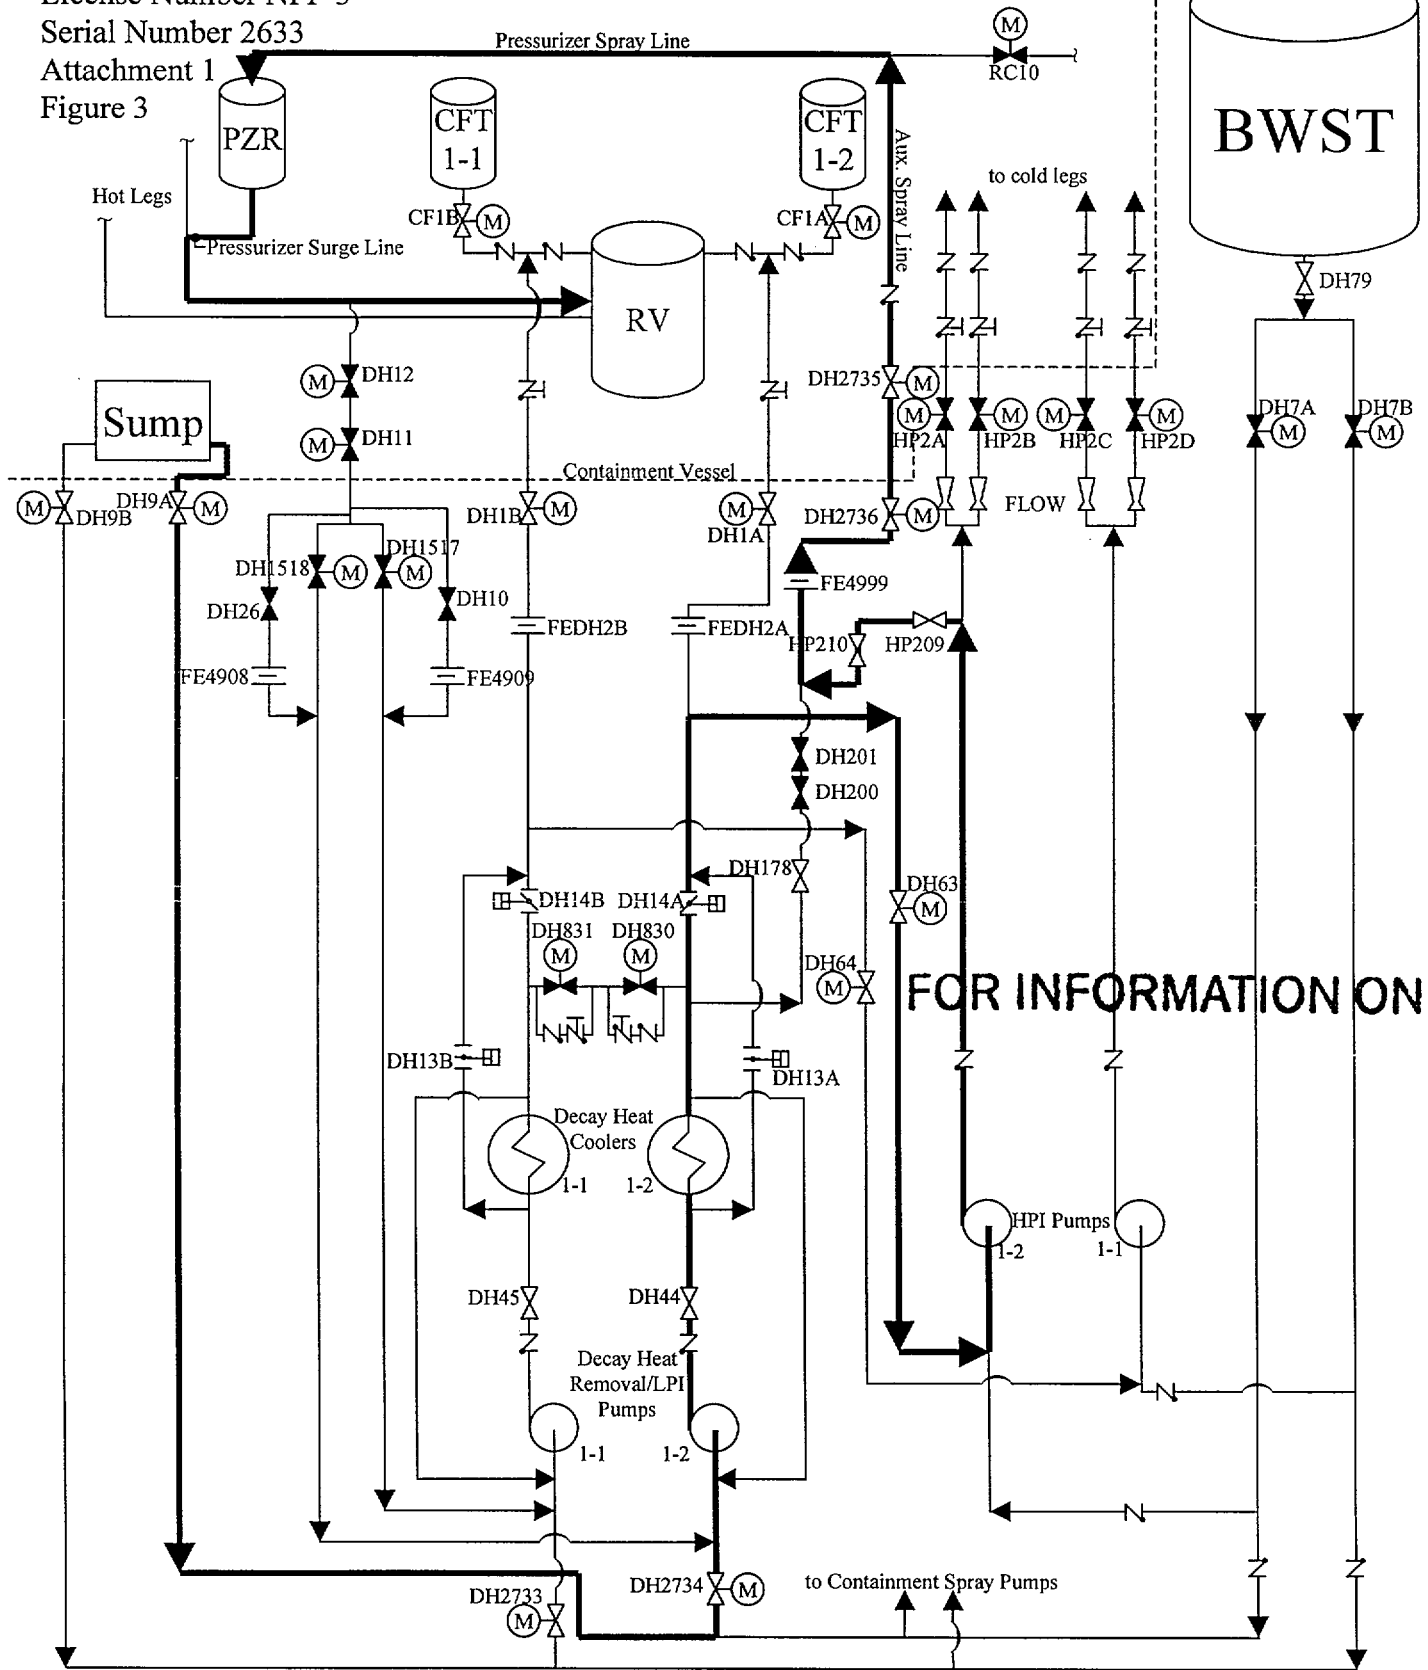 License Number NPF-3
Serial Number 2633
Attachment 1
Figure 3
Pressurizer Spray Line
M
RC10
BWST
PZR
CFT
1-1
CFT
1-2
Aux. Spray Line
to cold legs
Hot Legs
CF1B
M
CF1A
M
Pressurizer Surge Line
RV
DH79
M
DH12
DH2735
M
Sump
M
DH11
M
HP2A
HP2B
M
M
HP2C
HP2D
M
DH7A
M
DH7B
M
Containment Vessel
M
DH9B
DH9A
M
DH1B
M
M
DH1A
DH2736
M
FLOW
DH1518
M
DH1517
M
DH26
DH10
FE4999
FEDH2B
FEDH2A
HP210
HP209
FE4908
FE4909
DH201
DH200
DH178
DH14B
DH14A
DH63
M
DH831
M
DH830
M
DH64
M
FOR INFORMATION ON
DH13B
DH13A
Decay Heat
Coolers
1-1
1-2
HPI Pumps
1-2
1-1
DH45
DH44
Decay Heat
Removal/LPI
Pumps
1-1
1-2
DH2733
M
DH2734
M
to Containment Spray Pumps